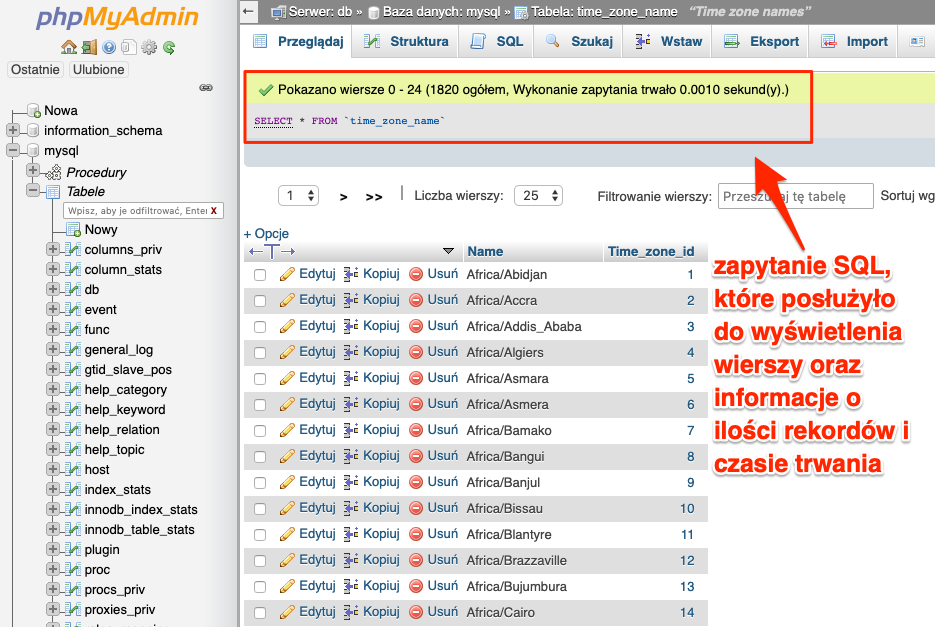 phpMyAdmin
Ostatnie Ulubione
Nowa
information_schema
mysql
Procedury
Tabele
Wpisz, aby je odfiltrować, Enter X
Nowy
columns_priv
column_stats
db
event
func
general_log
gtid_slave_pos
help_category
help_keyword
help_relation
help_topic
host
index_stats
innodb_index_stats
innodb_table_stats
plugin
proc
procs_priv
proxies_priv
Serwer: db » Baza danych: mysql » Tabela: time_zone_name "Time zone names"
Przeglądaj Struktura SQL Szukaj Wstaw Eksport Import
Pokazano wiersze 0 - 24 (1820 ogółem, Wykonanie zapytania trwało 0.0010 sekund(y).)
SELECT * FROM `time_zone_name`
1 > >> | Liczba wierszy: 25 Filtrowanie wierszy: Przeszukaj tę tabelę Sortuj wg
+ Opcje
←T→ Name Time_zone_id
Edytuj Kopiuj Usuń Africa/Abidjan 1
Edytuj Kopiuj Usuń Africa/Accra 2
Edytuj Kopiuj Usuń Africa/Addis_Ababa 3
Edytuj Kopiuj Usuń Africa/Algiers 4
Edytuj Kopiuj Usuń Africa/Asmara 5
Edytuj Kopiuj Usuń Africa/Asmera 6
Edytuj Kopiuj Usuń Africa/Bamako 7
Edytuj Kopiuj Usuń Africa/Bangui 8
Edytuj Kopiuj Usuń Africa/Banjul 9
Edytuj Kopiuj Usuń Africa/Bissau 10
Edytuj Kopiuj Usuń Africa/Blantyre 11
Edytuj Kopiuj Usuń Africa/Brazzaville 12
Edytuj Kopiuj Usuń Africa/Bujumbura 13
Edytuj Kopiuj Usuń Africa/Cairo 14
zapytanie SQL,
które posłużyło
do wyświetlenia
wierszy oraz
informacje o
ilości rekordów i
czasie trwania